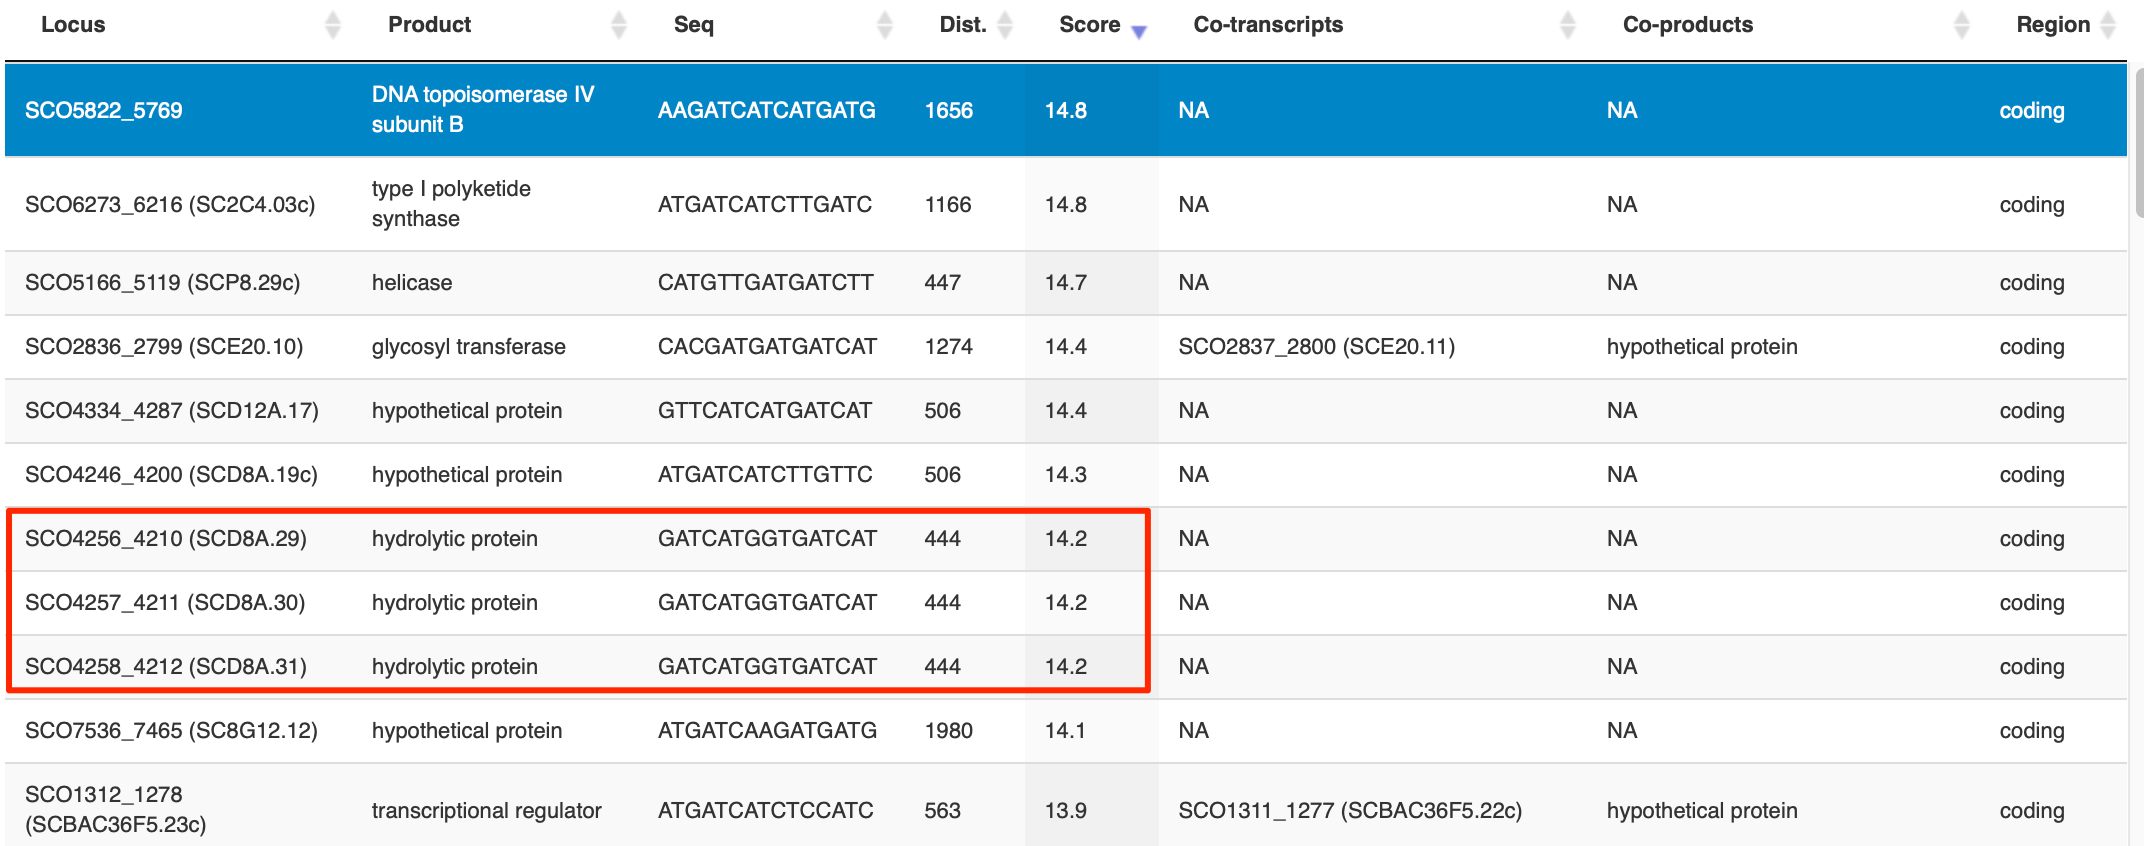 Locus Product Seq Dist. Score Co-transcripts Co-products Region
SCO5822_5769 DNA topoisomerase IV subunit B AAGATCATCATGATG 1656 14.8 NA NA coding
SCO6273_6216 (SC2C4.03c) type I polyketide synthase ATGATCATCTTGATC 1166 14.8 NA NA coding
SCO5166_5119 (SCP8.29c) helicase CATGTTGATGATCTT 447 14.7 NA NA coding
SCO2836_2799 (SCE20.10) glycosyl transferase CACGATGATGATCAT 1274 14.4 SCO2837_2800 (SCE20.11) hypothetical protein coding
SCO4334_4287 (SCD12A.17) hypothetical protein GTTCATCATGATCAT 506 14.4 NA NA coding
SCO4246_4200 (SCD8A.19c) hypothetical protein ATGATCATCTTGTTC 506 14.3 NA NA coding
SCO4256_4210 (SCD8A.29) hydrolytic protein GATCATGGTGATCAT 444 14.2 NA NA coding
SCO4257_4211 (SCD8A.30) hydrolytic protein GATCATGGTGATCAT 444 14.2 NA NA coding
SCO4258_4212 (SCD8A.31) hydrolytic protein GATCATGGTGATCAT 444 14.2 NA NA coding
SCO7536_7465 (SC8G12.12) hypothetical protein ATGATCAAGATGATG 1980 14.1 NA NA coding
SCO1312_1278 (SCBAC36F5.23c) transcriptional regulator ATGATCATCTCCATC 563 13.9 SCO1311_1277 (SCBAC36F5.22c) hypothetical protein coding